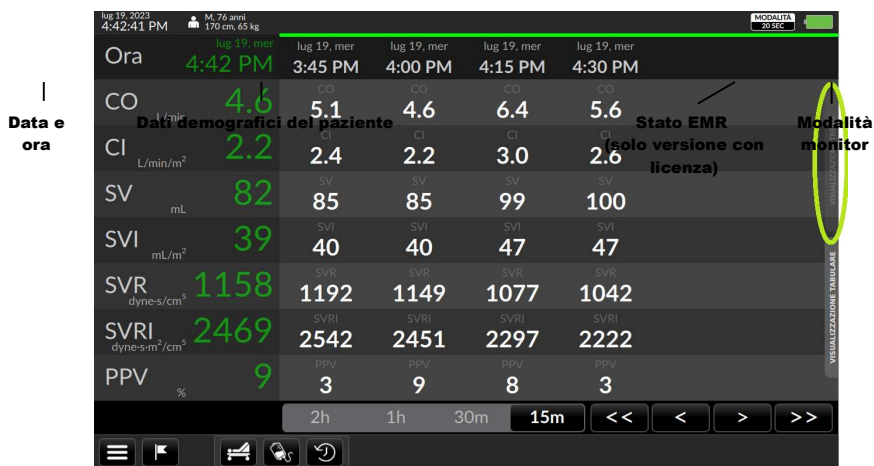 lug 19, 2023
4:42:41 PM
M, 76 anni
170 cm, 65 kg
MODALITÀ
20 SEC
Ora
lug 19, mer
4:42 PM
lug 19, mer
3:45 PM
lug 19, mer
4:00 PM
lug 19, mer
4:15 PM
lug 19, mer
4:30 PM
CO
L/min
4.6
CO
5.1
CO
4.6
CO
6.4
CO
5.6
Data e
ora
Dati demografici del paziente
Stato EMR
(solo versione con
licenza)
Modalità
monitor
CI
L/min/m²
2.2
CI
2.4
CI
2.2
CI
3.0
CI
2.6
SV
mL
82
SV
85
SV
85
SV
99
SV
100
SVI
mL/m²
39
SVI
40
SVI
40
SVI
47
SVI
47
SVR
dyne-s/cm⁵
1158
SVR
1192
SVR
1149
SVR
1077
SVR
1042
SVRI
dyne-s-m²/cm⁵
2469
SVRI
2542
SVRI
2451
SVRI
2297
SVRI
2222
PPV
%
9
PPV
3
PPV
9
PPV
8
PPV
3
VISUALIZZAZIONE
VISUALIZZAZIONE TABULARE
2h 1h 30m 15m << < > >>